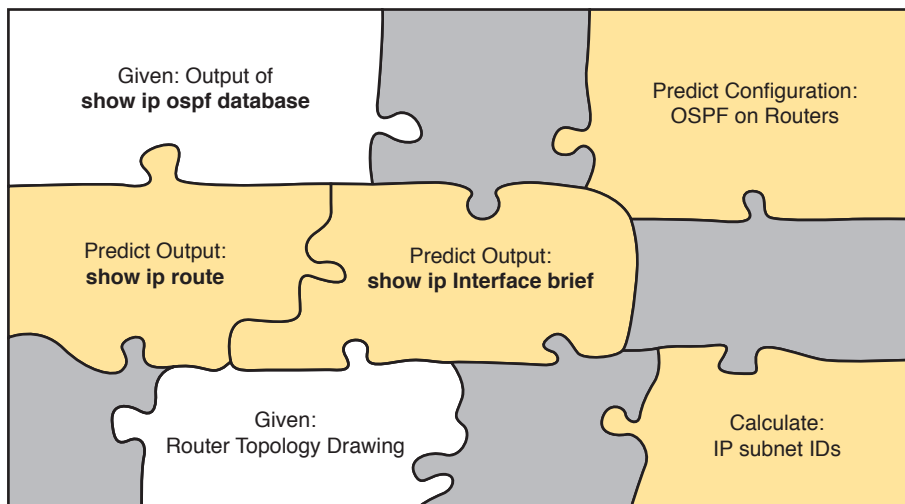 Given: Output of
show ip ospf database
Predict Configuration:
OSPF on Routers
Predict Output:
show ip route
Predict Output:
show ip Interface brief
Given:
Router Topology Drawing
Calculate:
IP subnet IDs